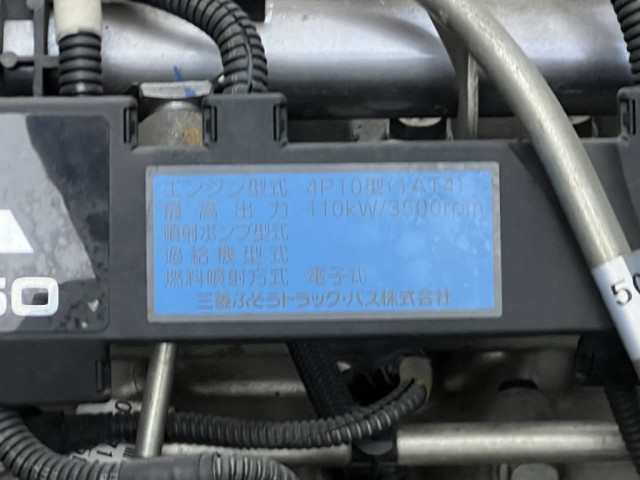 エンジン型式 4P10型(1AT4)
最高出力 110kW/3500rpm
噴射ポンプ型式
過給機型式
燃料噴射方式 電子式
三菱ふそうトラック・バス株式会社
50
50